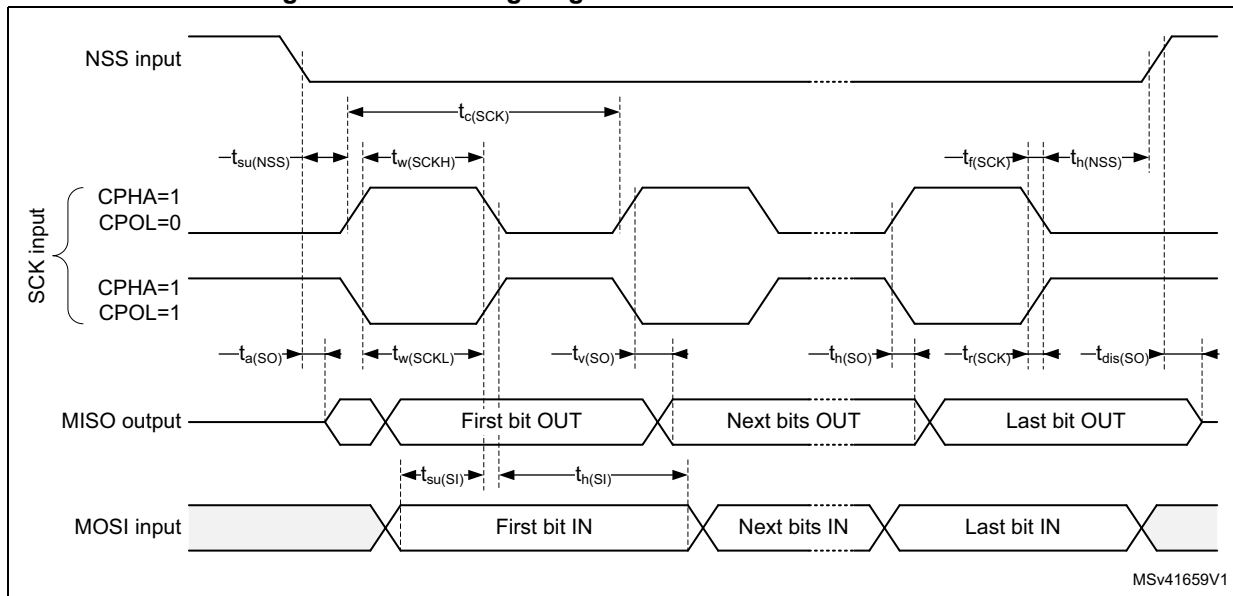 NSS input
tc(SCK)
tsu(NSS)
tw(SCKH)
tf(SCK)
th(NSS)
SCK input
CPHA=1
CPOL=0
CPHA=1
CPOL=1
ta(SO)
tw(SCKL)
tv(SO)
th(SO)
tr(SCK)
tdis(SO)
MISO output
First bit OUT
Next bits OUT
Last bit OUT
tsu(SI)
th(SI)
MOSI input
First bit IN
Next bits IN
Last bit IN
MSv41659V1